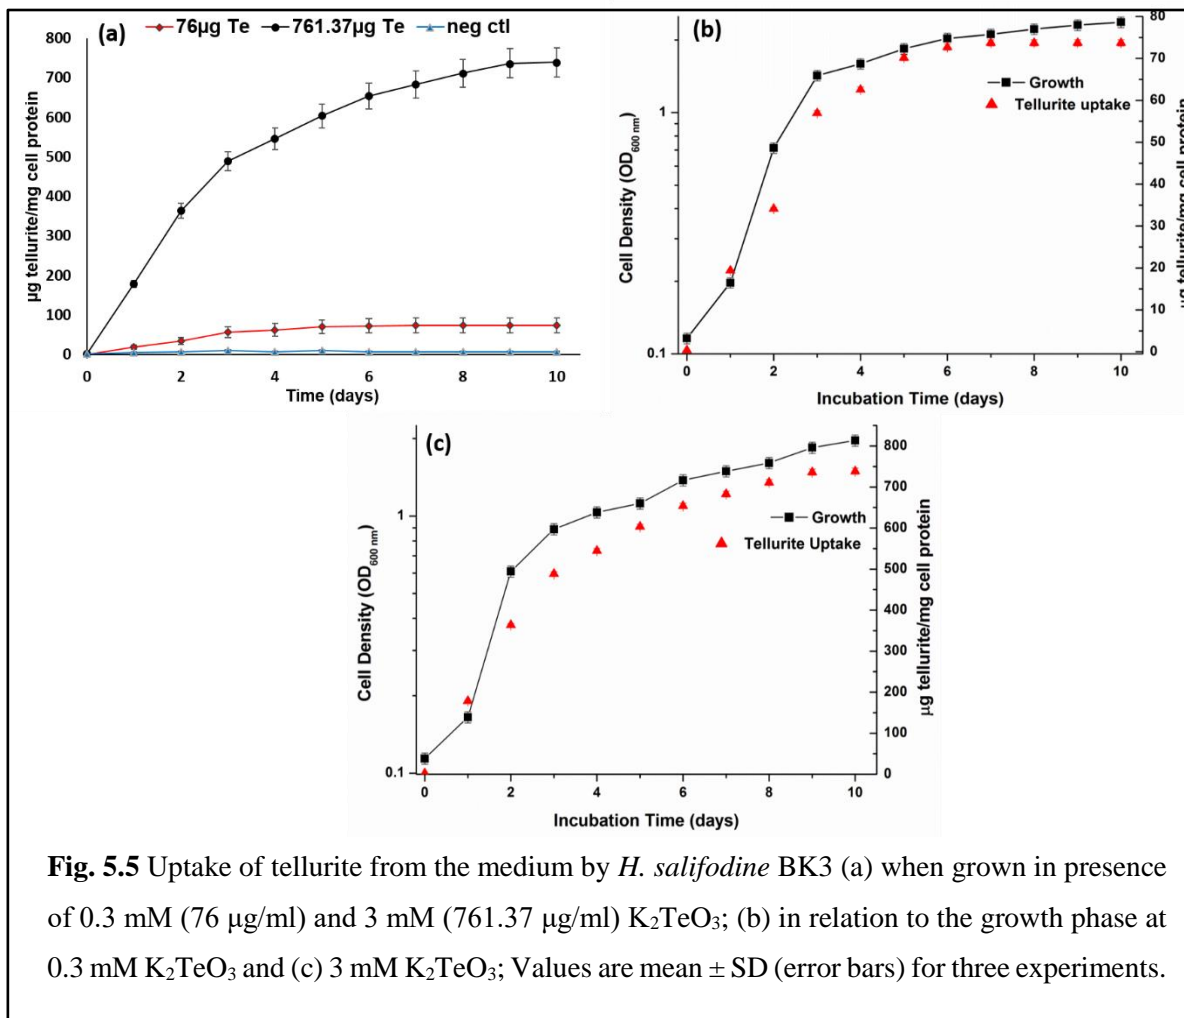 (a)
76µg Te
761.37µg Te
neg ctl
µg tellurite/mg cell protein
800
700
600
500
400
300
200
100
0
0 2 4 6 8 10
Time (days)
(b)
Growth
Tellurite uptake
Cell Density (OD600 nm)
1
0.1
80
70
60
50
40
30
20
10
0
µg tellurite/mg cell protein
0 2 4 6 8 10
Incubation Time (days)
(c)
Growth
Tellurite Uptake
Cell Density (OD600 nm)
1
0.1
800
700
600
500
400
300
200
100
0
µg tellurite/mg cell protein
0 2 4 6 8 10
Incubation Time (days)
Fig. 5.5 Uptake of tellurite from the medium by H. salifodine BK3 (a) when grown in presence
of 0.3 mM (76 µg/ml) and 3 mM (761.37 µg/ml) K2TeO3; (b) in relation to the growth phase at
0.3 mM K2TeO3 and (c) 3 mM K2TeO3; Values are mean ± SD (error bars) for three experiments.